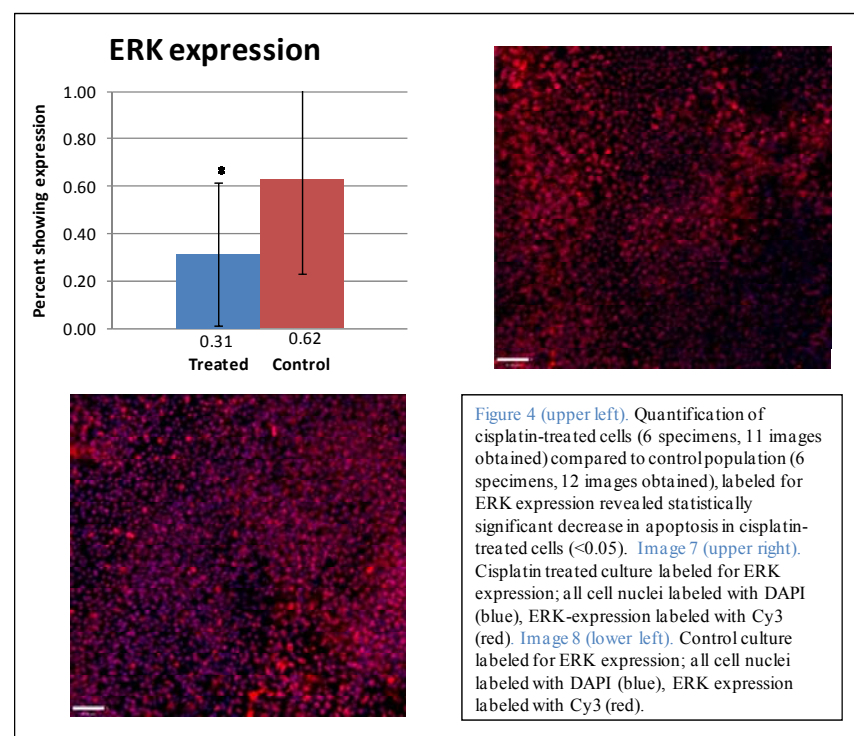 ERK expression
Percent showing expression
1.00
0.80
0.60
0.40
0.20
0.00
*
0.31
0.62
Treated
Control
Figure 4 (upper left). Quantification of
cisplatin-treated cells (6 specimens, 11 images
obtained) compared to control population (6
specimens, 12 images obtained), labeled for
ERK expression revealed statistically
significant decrease in apoptosis in cisplatin-
treated cells (<0.05). Image 7 (upper right).
Cisplatin treated culture labeled for ERK
expression; all cell nuclei labeled with DAPI
(blue), ERK-expression labeled with Cy3
(red). Image 8 (lower left). Control culture
labeled for ERK expression; all cell nuclei
labeled with DAPI (blue), ERK expression
labeled with Cy3 (red).